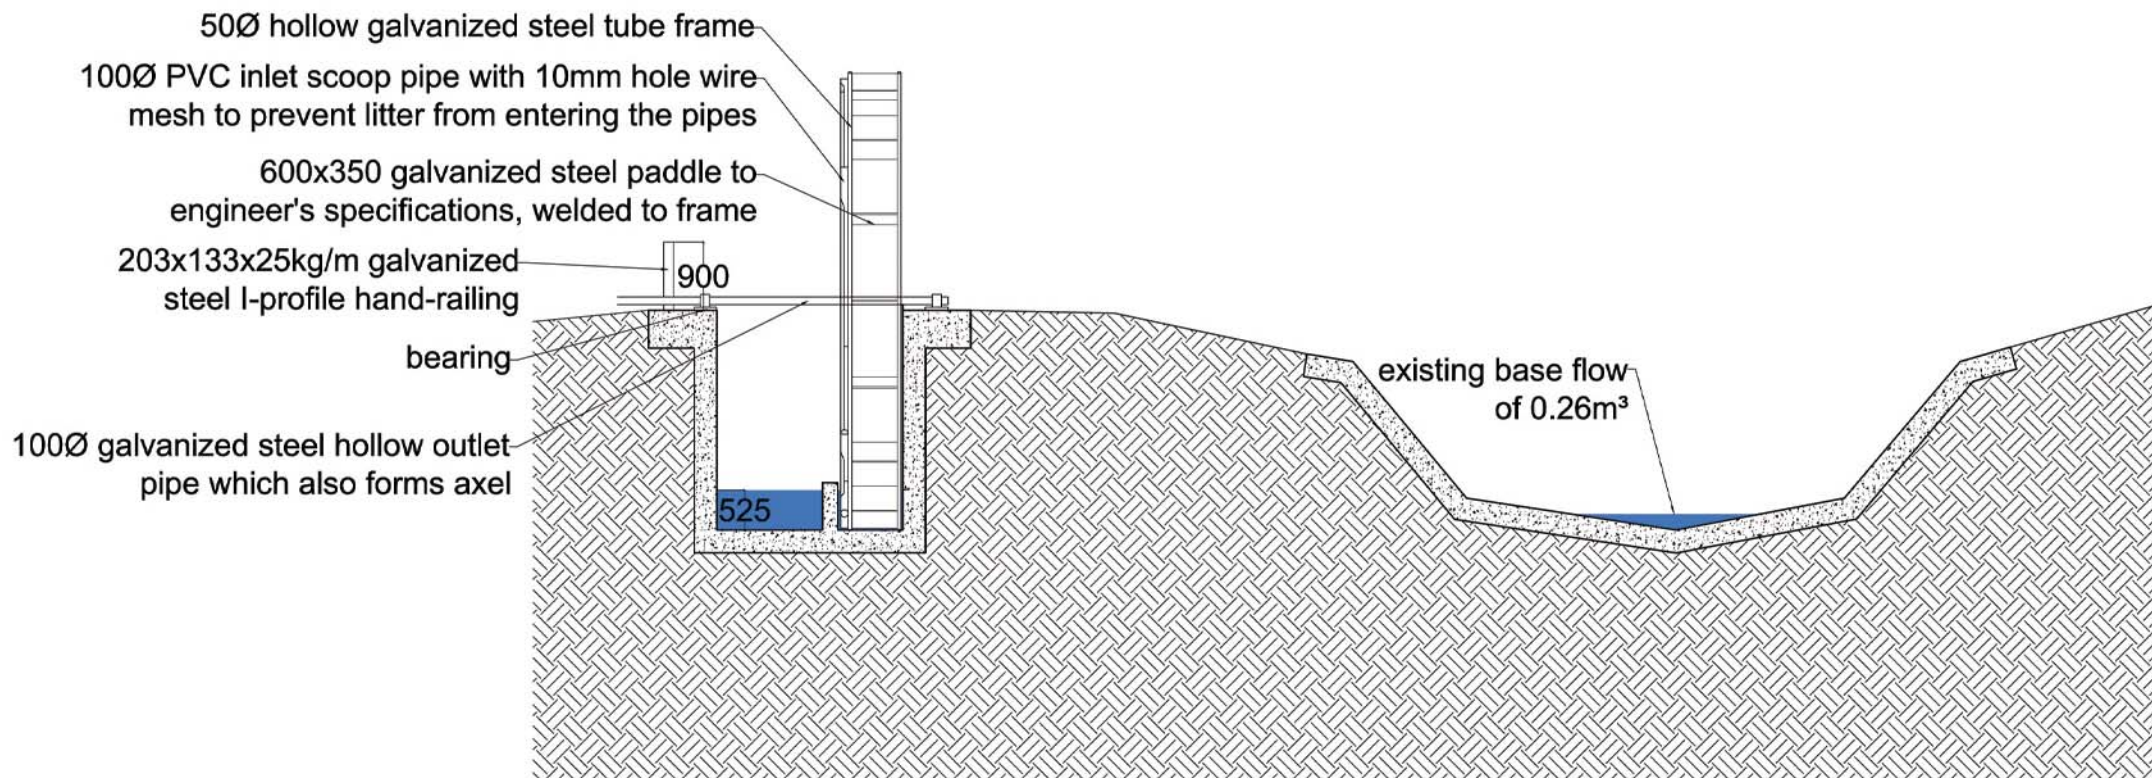 50Ø hollow galvanized steel tube frame
100Ø PVC inlet scoop pipe with 10mm hole wire
mesh to prevent litter from entering the pipes
600x350 galvanized steel paddle to
engineer's specifications, welded to frame
203x133x25kg/m galvanized
steel I-profile hand-railing
900
bearing
100Ø galvanized steel hollow outlet
pipe which also forms axel
525
existing base flow
of 0.26m³